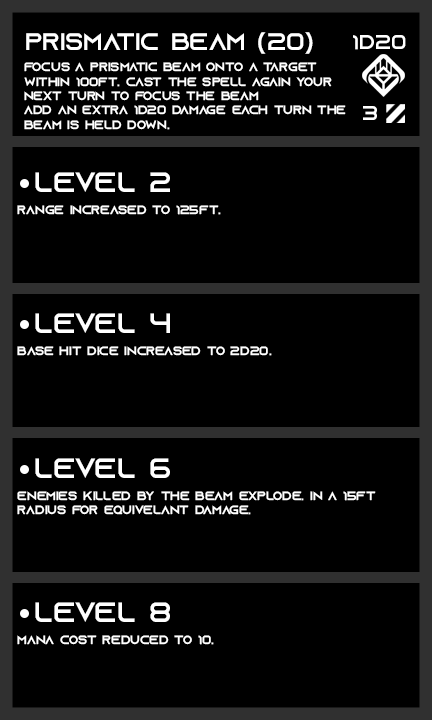 PRISMATIC BEAM (20) 1D20
FOCUS A PRISMATIC BEAM ONTO A TARGET
WITHIN 100FT. CAST THE SPELL AGAIN YOUR
NEXT TURN TO FOCUS THE BEAM
ADD AN EXTRA 1D20 DAMAGE EACH TURN THE
BEAM IS HELD DOWN.
3
•LEVEL 2
RANGE INCREASED TO 125FT.
•LEVEL 4
BASE HIT DICE INCREASED TO 2D20.
•LEVEL 6
ENEMIES KILLED BY THE BEAM EXPLODE. IN A 15FT
RADIUS FOR EQUIVELANT DAMAGE.
•LEVEL 8
MANA COST REDUCED TO 10.